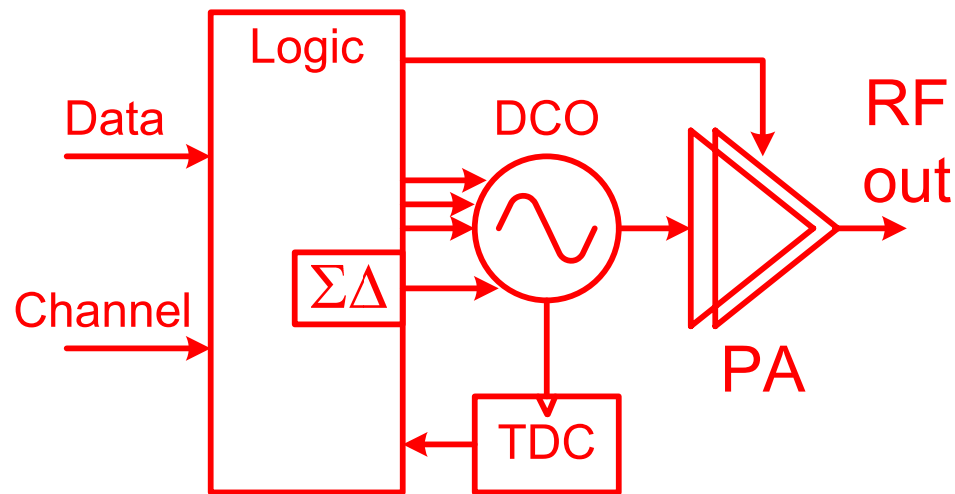 Logic
Data
DCO
RF
out
ΣΔ
Channel
PA
TDC